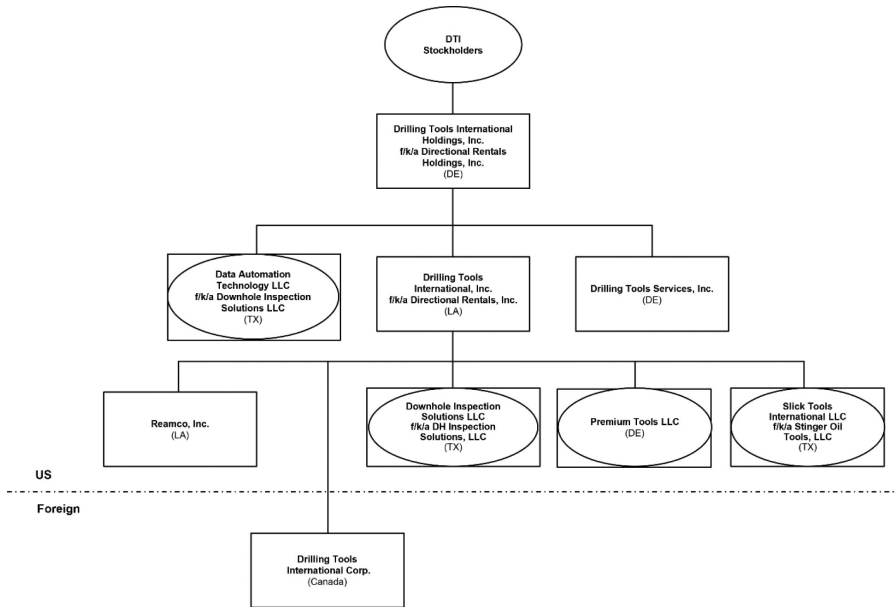 DTI
Stockholders
Drilling Tools International
Holdings, Inc.
f/k/a Directional Rentals
Holdings, Inc.
(DE)
Data Automation
Technology LLC
f/k/a Downhole Inspection
Solutions LLC
(TX)
Drilling Tools
International, Inc.
f/k/a Directional Rentals, Inc.
(LA)
Drilling Tools Services, Inc.
(DE)
Reamco, Inc.
(LA)
Downhole Inspection
Solutions LLC
f/k/a DH Inspection
Solutions, LLC
(TX)
Premium Tools LLC
(DE)
Slick Tools
International LLC
f/k/a Stinger Oil
Tools, LLC
(TX)
US
Foreign
Drilling Tools
International Corp.
(Canada)